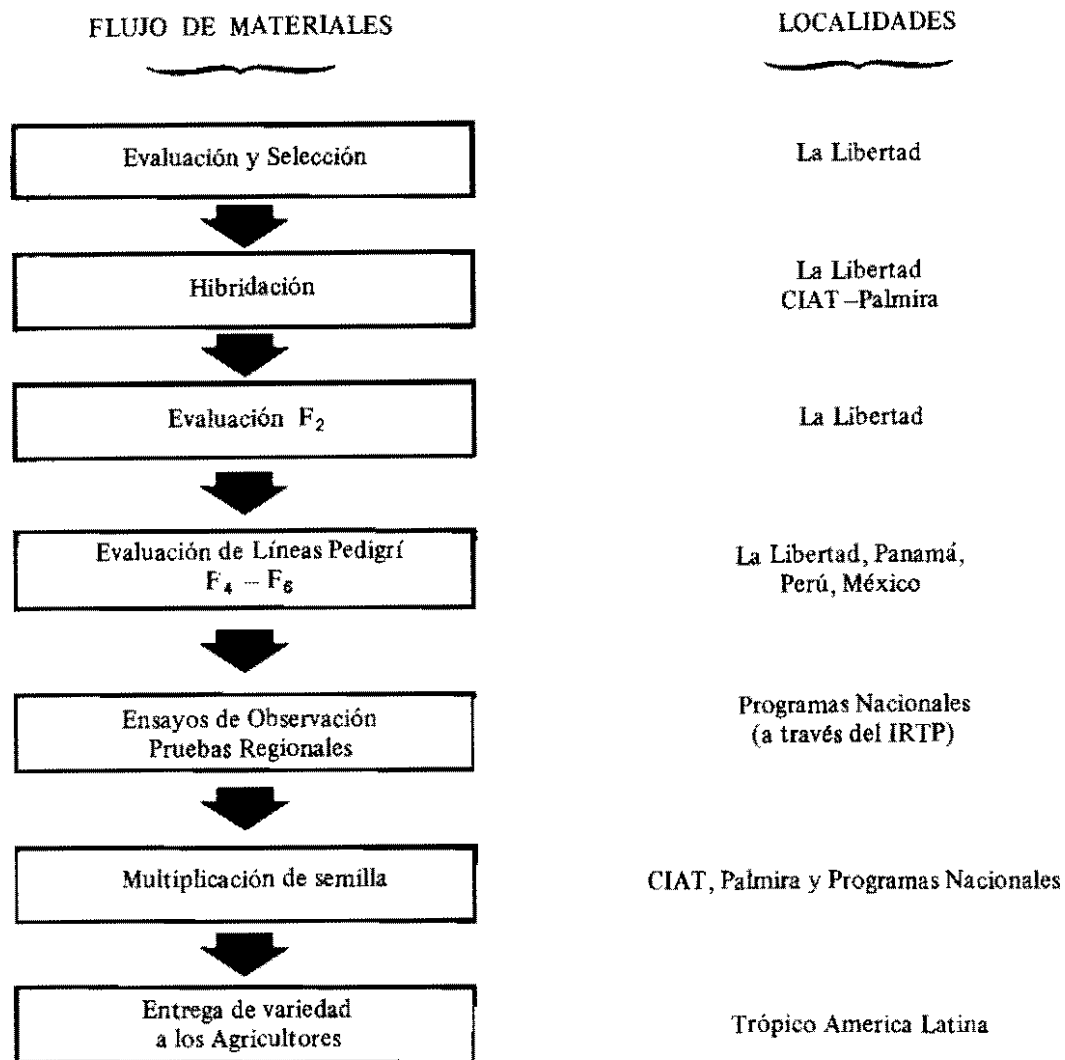 FLUJO DE MATERIALES
LOCALIDADES
Evaluación y Selección
La Libertad
Hibridación
La Libertad
CIAT –Palmira
Evaluación F₂
La Libertad
Evaluación de Líneas Pedigrí
F₄ – F₆
La Libertad, Panamá,
Perú, México
Ensayos de Observación
Pruebas Regionales
Programas Nacionales
(a través del IRTP)
Multiplicación de semilla
CIAT, Palmira y Programas Nacionales
Entrega de variedad
a los Agricultores
Trópico America Latina